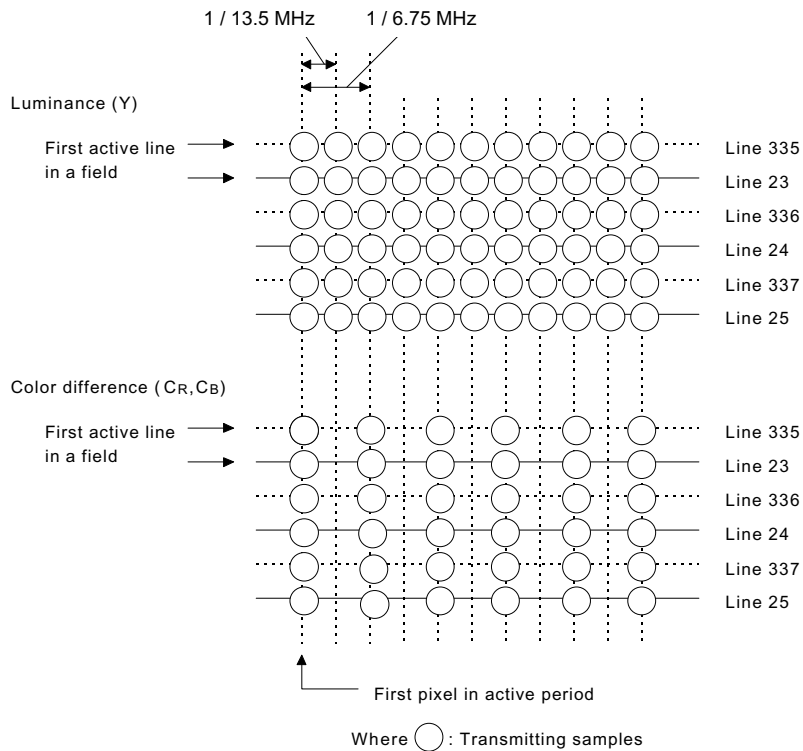 1 / 13.5 MHz
1 / 6.75 MHz
Luminance (Y)
First active line
in a field
Line 335
Line 23
Line 336
Line 24
Line 337
Line 25
Color difference (CR,CB)
First active line
in a field
Line 335
Line 23
Line 336
Line 24
Line 337
Line 25
First pixel in active period
Where : Transmitting samples